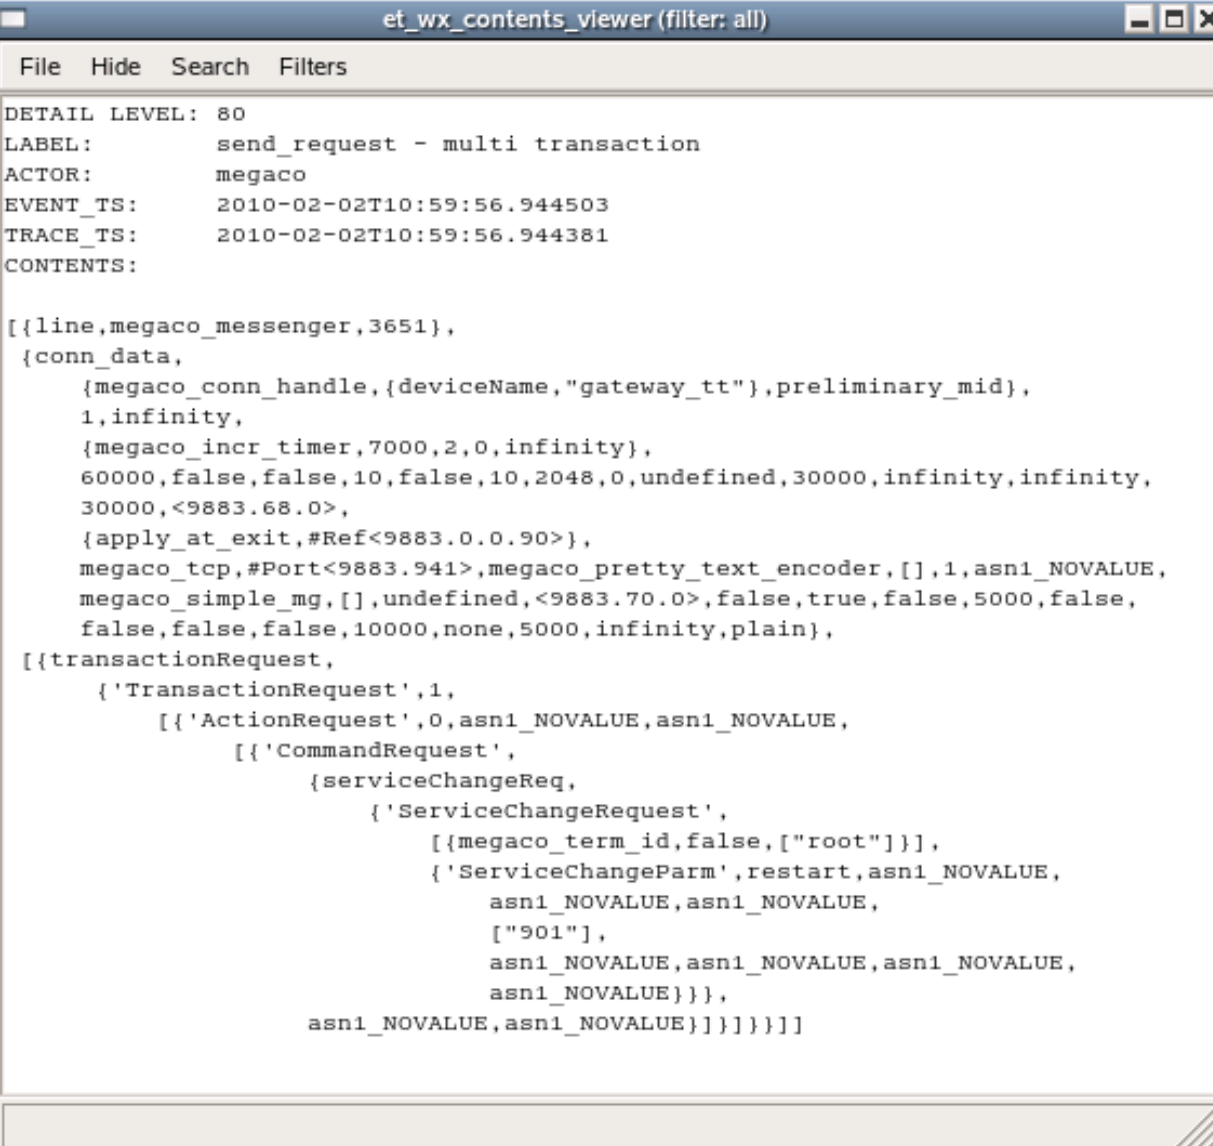 et_wx_contents_viewer (filter: all)
File Hide Search Filters
DETAIL LEVEL: 80
LABEL: send_request - multi transaction
ACTOR: megaco
EVENT_TS: 2010-02-02T10:59:56.944503
TRACE_TS: 2010-02-02T10:59:56.944381
CONTENTS:
[{line,megaco_messenger,3651},
{conn_data,
{megaco_conn_handle,{deviceName,"gateway_tt"},preliminary_mid},
1,infinity,
{megaco_incr_timer,7000,2,0,infinity},
60000,false,false,10,false,10,2048,0,undefined,30000,infinity,infinity,
30000,<9883.68.0>,
{apply_at_exit,#Ref<9883.0.0.90>},
megaco_tcp,#Port<9883.941>,megaco_pretty_text_encoder,[],1,asn1_NOVALUE,
megaco_simple_mg,[],undefined,<9883.70.0>,false,true,false,5000,false,
false,false,false,10000,none,5000,infinity,plain},
[{transactionRequest,
{'TransactionRequest',1,
[{'ActionRequest',0,asn1_NOVALUE,asn1_NOVALUE,
[{'CommandRequest',
{serviceChangeReq,
{'ServiceChangeRequest',
[{megaco_term_id,false,["root"]}],
{'ServiceChangeParm',restart,asn1_NOVALUE,
asn1_NOVALUE,asn1_NOVALUE,
["901"],
asn1_NOVALUE,asn1_NOVALUE,asn1_NOVALUE,
asn1_NOVALUE}}},
asn1_NOVALUE,asn1_NOVALUE}]}]}}]]